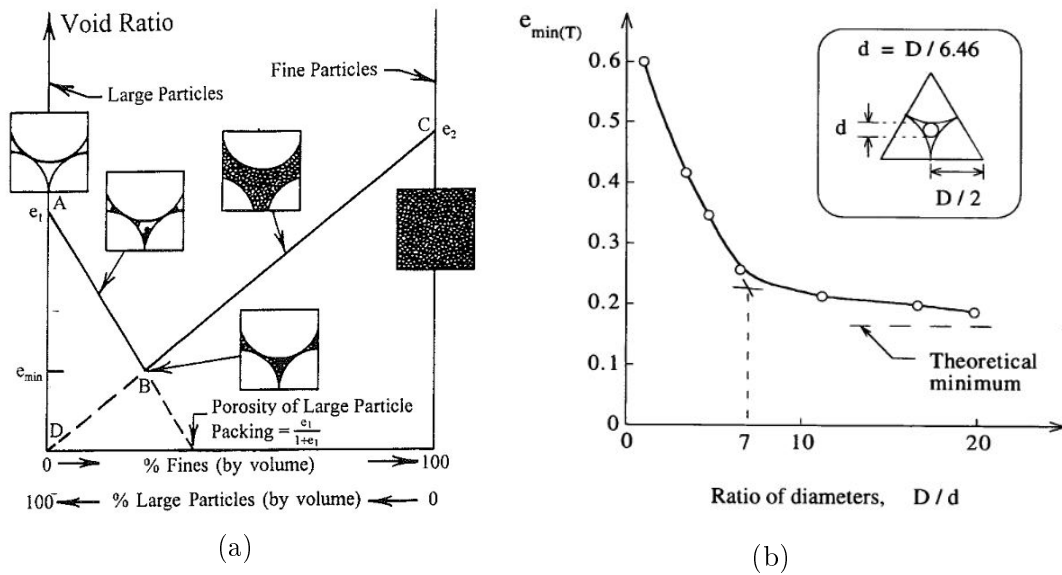 Void Ratio
Fine Particles
Large Particles
C
e₂
A
e₁
e_min
B
D
Porosity of Large Particle
Packing = e₁/(1+e₁)
0
% Fines (by volume)
100
100
% Large Particles (by volume)
0
(a)
e_min(T)
d = D / 6.46
d
D / 2
0.6
0.5
0.4
0.3
0.2
0.1
0
Theoretical
minimum
0
7
10
20
Ratio of diameters, D / d
(b)